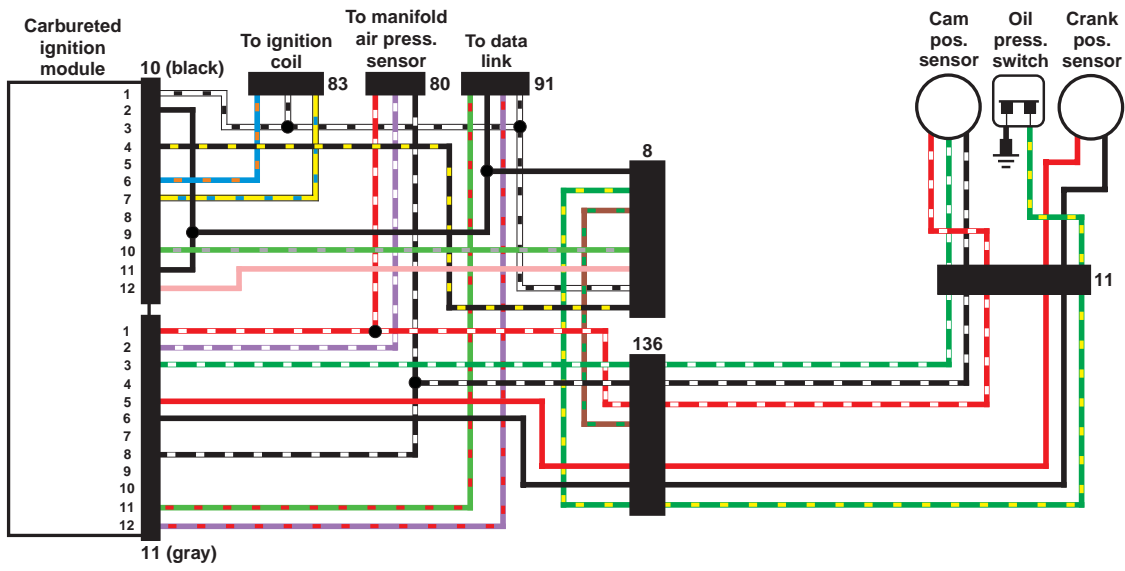 Carbureted
ignition
module
10 (black)
To ignition
coil
83
To manifold
air press.
sensor
80
To data
link
91
Cam
pos.
sensor
Oil
press.
switch
Crank
pos.
sensor
1
2
3
4
5
6
7
8
9
10
11
12
8
11
1
2
3
4
5
6
7
8
9
10
11
12
136
11 (gray)